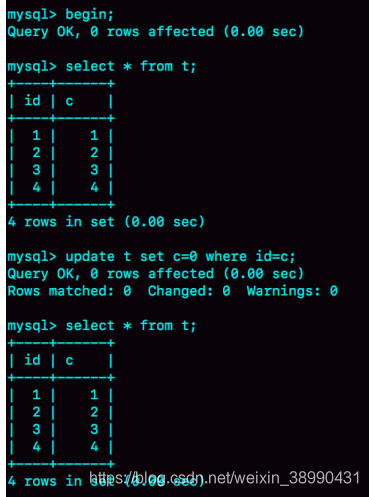 mysql> begin;
Query OK, 0 rows affected (0.00 sec)
mysql> select * from t;
+----+------+
| id | c    |
+----+------+
|  1 |    1 |
|  2 |    2 |
|  3 |    3 |
|  4 |    4 |
+----+------+
4 rows in set (0.00 sec)
mysql> update t set c=0 where id=c;
Query OK, 0 rows affected (0.00 sec)
Rows matched: 0  Changed: 0  Warnings: 0
mysql> select * from t;
+----+------+
| id | c    |
+----+------+
|  1 |    1 |
|  2 |    2 |
|  3 |    3 |
|  4 |    4 |
+----+------+
4 rows in set (0.00 sec)
https://blog.csdn.net/weixin_38990431